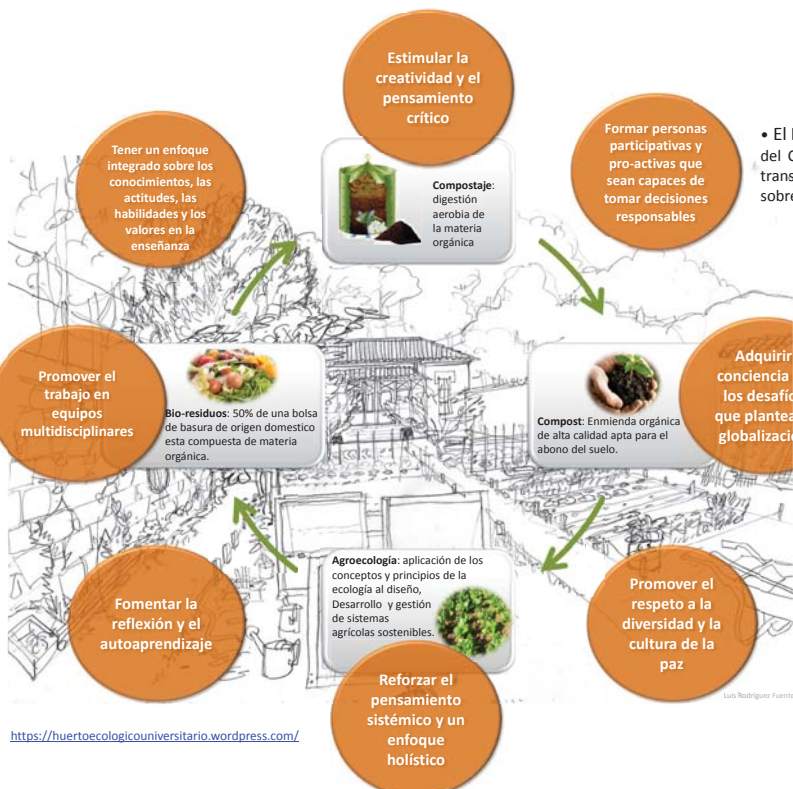 Estimular la
creatividad y el
pensamiento
crítico
Tener un enfoque
integrado sobre los
conocimientos, las
actitudes, las
habilidades y los
valores en la
enseñanza
Compostaje:
digestión
aerobia de
la materia
orgánica
Formar personas
participativas y
pro-activas que
sean capaces de
tomar decisiones
responsables
• El
del
trans
sobre
Promover el
trabajo en
equipos
multidisciplinares
Bio-residuos: 50% de una bolsa
de basura de origen domestico
esta compuesta de materia
orgánica.
Compost: Enmienda orgánica
de alta calidad apta para el
abono del suelo.
Adquirir
conciencia
los desafí
que plantea
globalizaci
Agroecología: aplicación de los
conceptos y principios de la
ecología al diseño,
Desarrollo y gestión
de sistemas
agrícolas sostenibles.
Fomentar la
reflexión y el
autoaprendizaje
Promover el
respeto a la
diversidad y la
cultura de la
paz
Reforzar el
pensamiento
sistémico y un
enfoque
holístico
Luis Rodríguez Fuente
https://huertoecologicouniversitario.wordpress.com/